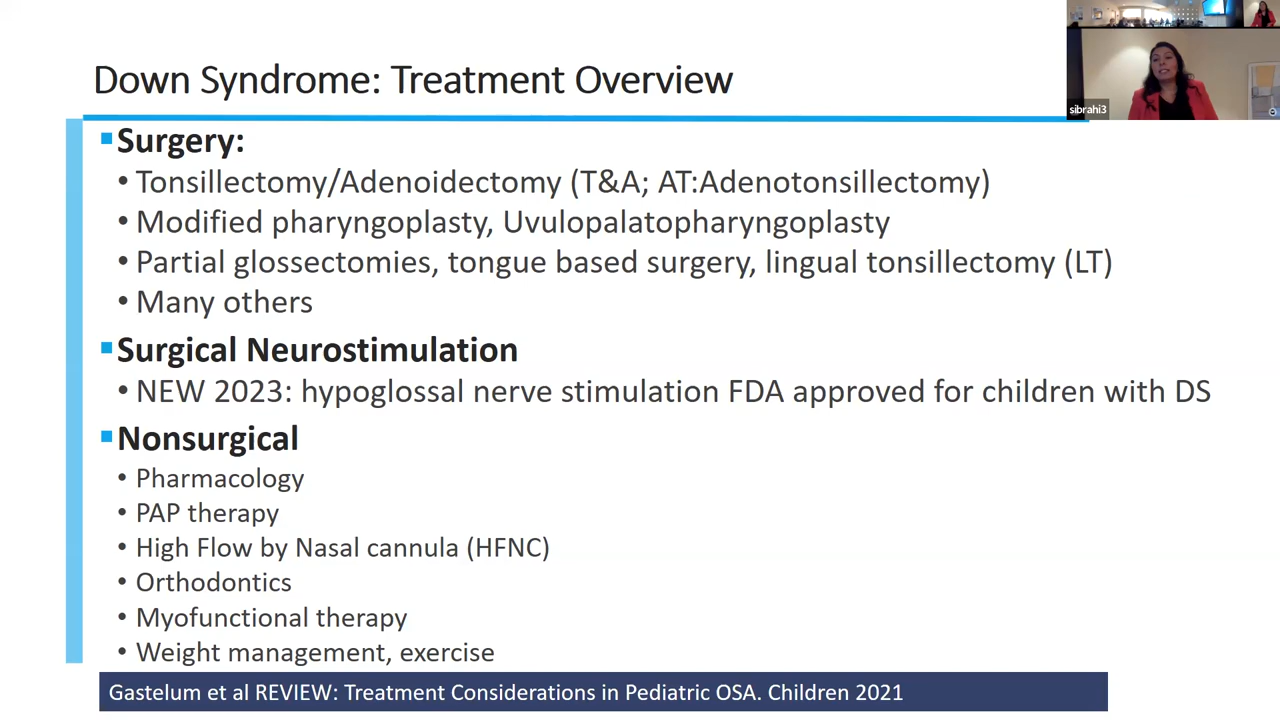 Down Syndrome: Treatment Overview
sibrahi3
Surgery:
Tonsillectomy/Adenoidectomy (T&A; AT:Adenotonsillectomy)
Modified pharyngoplasty, Uvulopalatopharyngoplasty
Partial glossectomies, tongue based surgery, lingual tonsillectomy (LT)
Many others
Surgical Neurostimulation
NEW 2023: hypoglossal nerve stimulation FDA approved for children with DS
Nonsurgical
Pharmacology
PAP therapy
High Flow by Nasal cannula (HFNC)
Orthodontics
Myofunctional therapy
Weight management, exercise
Gastelum et al REVIEW: Treatment Considerations in Pediatric OSA. Children 2021